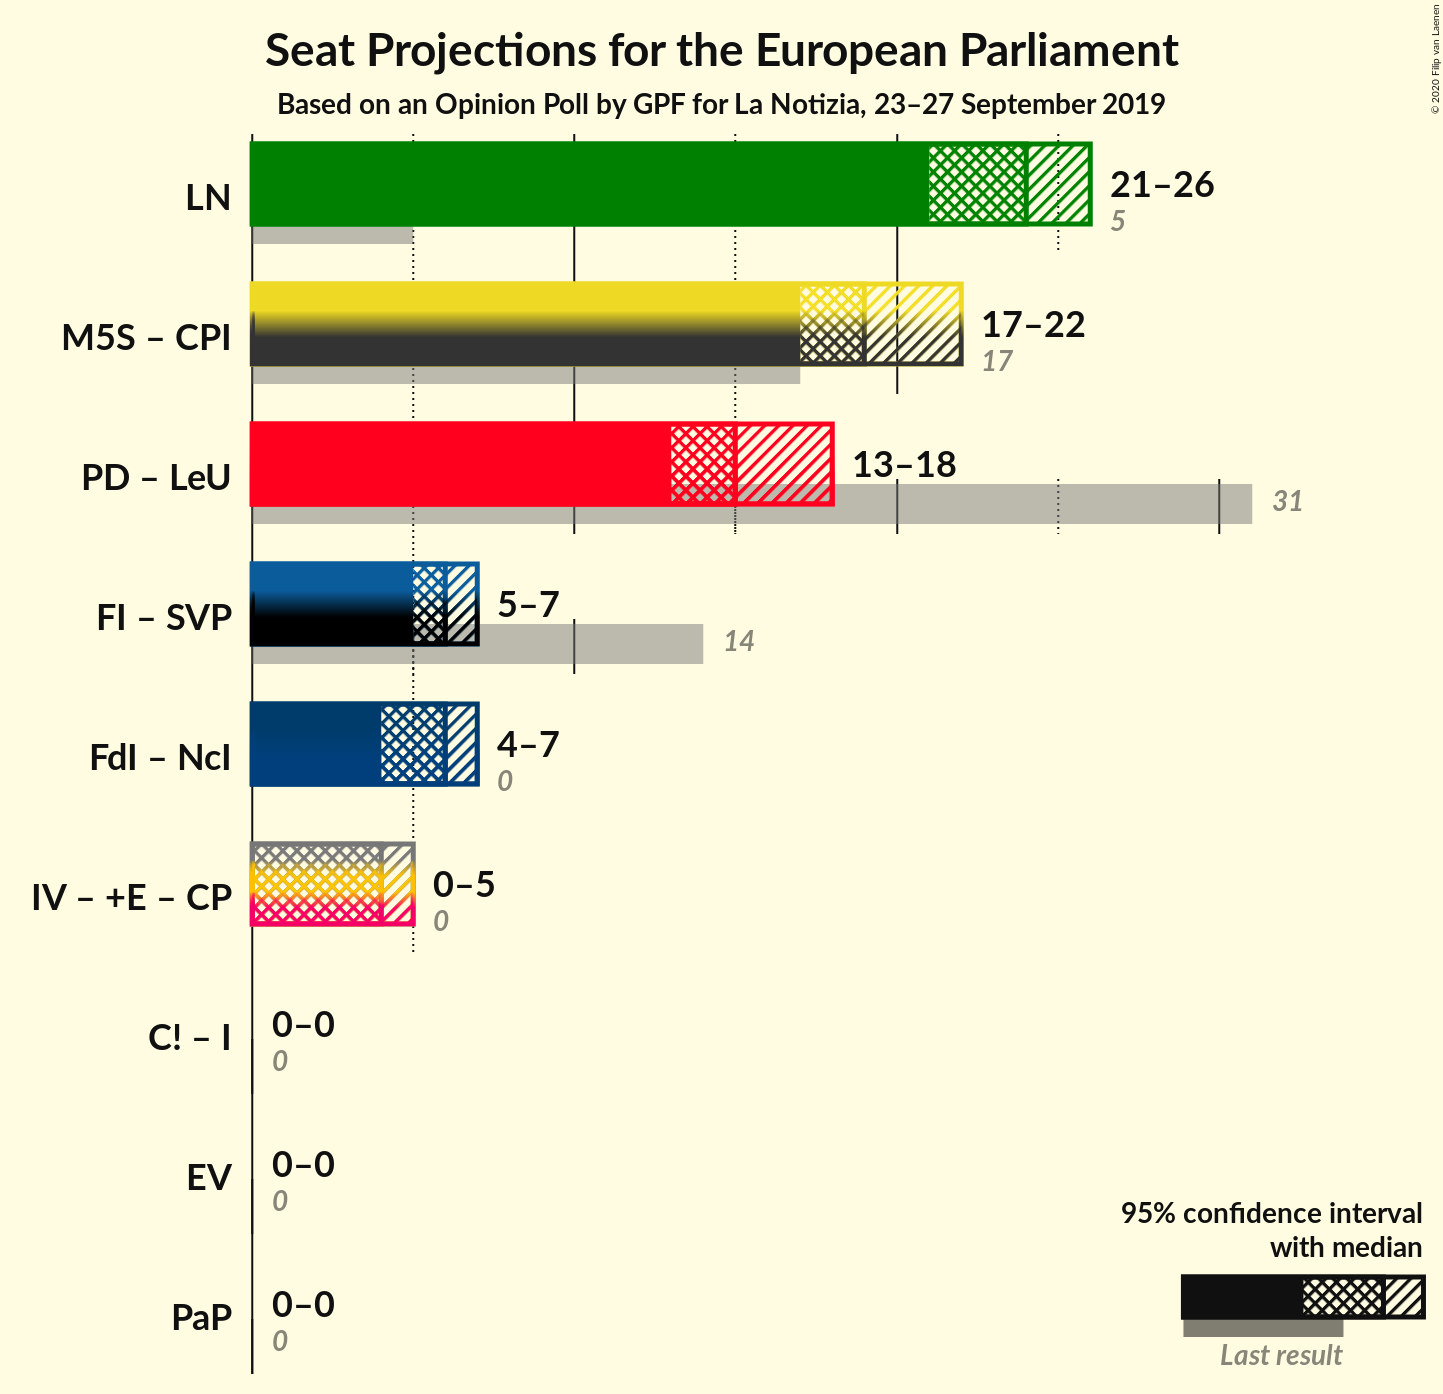 Seat Projections for the European Parliament
Based on an Opinion Poll by GPF for La Notizia, 23–27 September 2019
© 2020 Filip van Laenen
LN
21–26
5
M5S – CPI
17–22
17
PD – LeU
13–18
31
FI – SVP
5–7
14
FdI – NcI
4–7
0
IV – +E – CP
0–5
0
C! – I
0–0
0
EV
0–0
0
PaP
0–0
0
95% confidence interval
with median
Last result